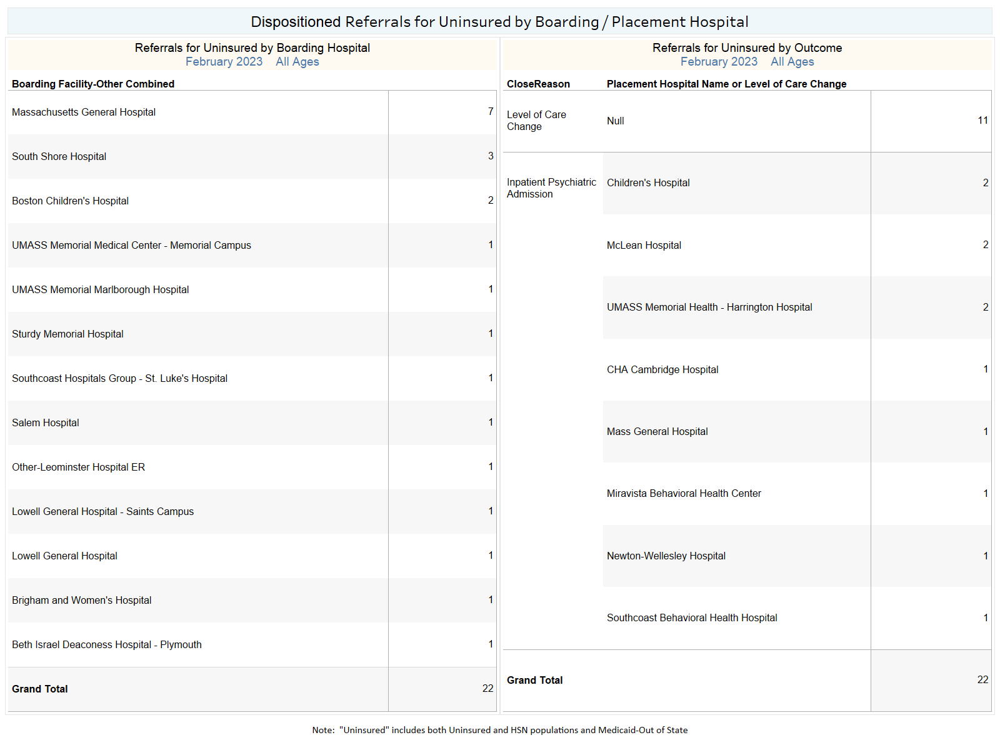 Dispositioned Referrals for Uninsured by Boarding / Placement Hospital
Referrals for Uninsured by Boarding Hospital
February 2023 All Ages
Boarding Facility-Other Combined
Massachusetts General Hospital 7
South Shore Hospital 3
Boston Children's Hospital 2
UMASS Memorial Medical Center - Memorial Campus 1
UMASS Memorial Marlborough Hospital 1
Sturdy Memorial Hospital 1
Southcoast Hospitals Group - St. Luke's Hospital 1
Salem Hospital 1
Other-Leominster Hospital ER 1
Lowell General Hospital - Saints Campus 1
Lowell General Hospital 1
Brigham and Women's Hospital 1
Beth Israel Deaconess Hospital - Plymouth 1
Grand Total 22
Referrals for Uninsured by Outcome
February 2023 All Ages
CloseReason Placement Hospital Name or Level of Care Change
Level of Care
Change
Null 11
Inpatient Psychiatric
Admission
Children's Hospital 2
McLean Hospital 2
UMASS Memorial Health - Harrington Hospital 2
CHA Cambridge Hospital 1
Mass General Hospital 1
Miravista Behavioral Health Center 1
Newton-Wellesley Hospital 1
Southcoast Behavioral Health Hospital 1
Grand Total 22
Note: "Uninsured" includes both Uninsured and HSN populations and Medicaid-Out of State